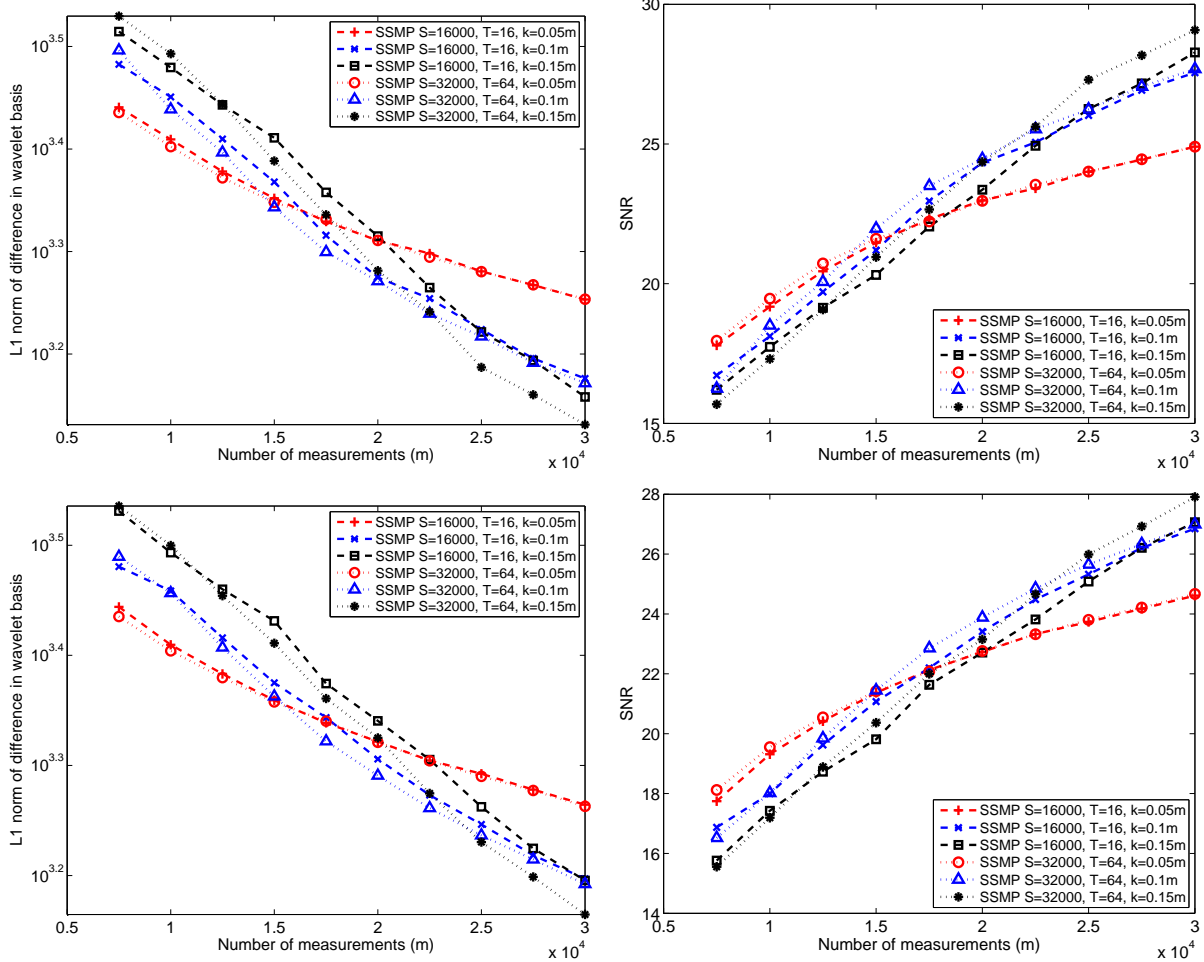 10^3.5
10^3.4
10^3.3
10^3.2
L1 norm of difference in wavelet basis
SSMP S=16000, T=16, k=0.05m
SSMP S=16000, T=16, k=0.1m
SSMP S=16000, T=16, k=0.15m
SSMP S=32000, T=64, k=0.05m
SSMP S=32000, T=64, k=0.1m
SSMP S=32000, T=64, k=0.15m
0.5 1 1.5 2 2.5 3
Number of measurements (m)
x 10^4
30
25
20
15
SNR
SSMP S=16000, T=16, k=0.05m
SSMP S=16000, T=16, k=0.1m
SSMP S=16000, T=16, k=0.15m
SSMP S=32000, T=64, k=0.05m
SSMP S=32000, T=64, k=0.1m
SSMP S=32000, T=64, k=0.15m
0.5 1 1.5 2 2.5 3
Number of measurements (m)
x 10^4
10^3.5
10^3.4
10^3.3
10^3.2
L1 norm of difference in wavelet basis
SSMP S=16000, T=16, k=0.05m
SSMP S=16000, T=16, k=0.1m
SSMP S=16000, T=16, k=0.15m
SSMP S=32000, T=64, k=0.05m
SSMP S=32000, T=64, k=0.1m
SSMP S=32000, T=64, k=0.15m
0.5 1 1.5 2 2.5 3
Number of measurements (m)
x 10^4
28
26
24
22
20
18
16
14
SNR
SSMP S=16000, T=16, k=0.05m
SSMP S=16000, T=16, k=0.1m
SSMP S=16000, T=16, k=0.15m
SSMP S=32000, T=64, k=0.05m
SSMP S=32000, T=64, k=0.1m
SSMP S=32000, T=64, k=0.15m
0.5 1 1.5 2 2.5 3
Number of measurements (m)
x 10^4